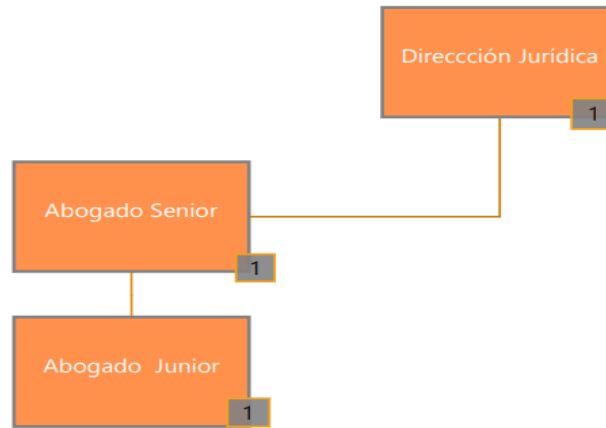 Direccción Jurídica
1
Abogado Senior
1
Abogado  Junior
1